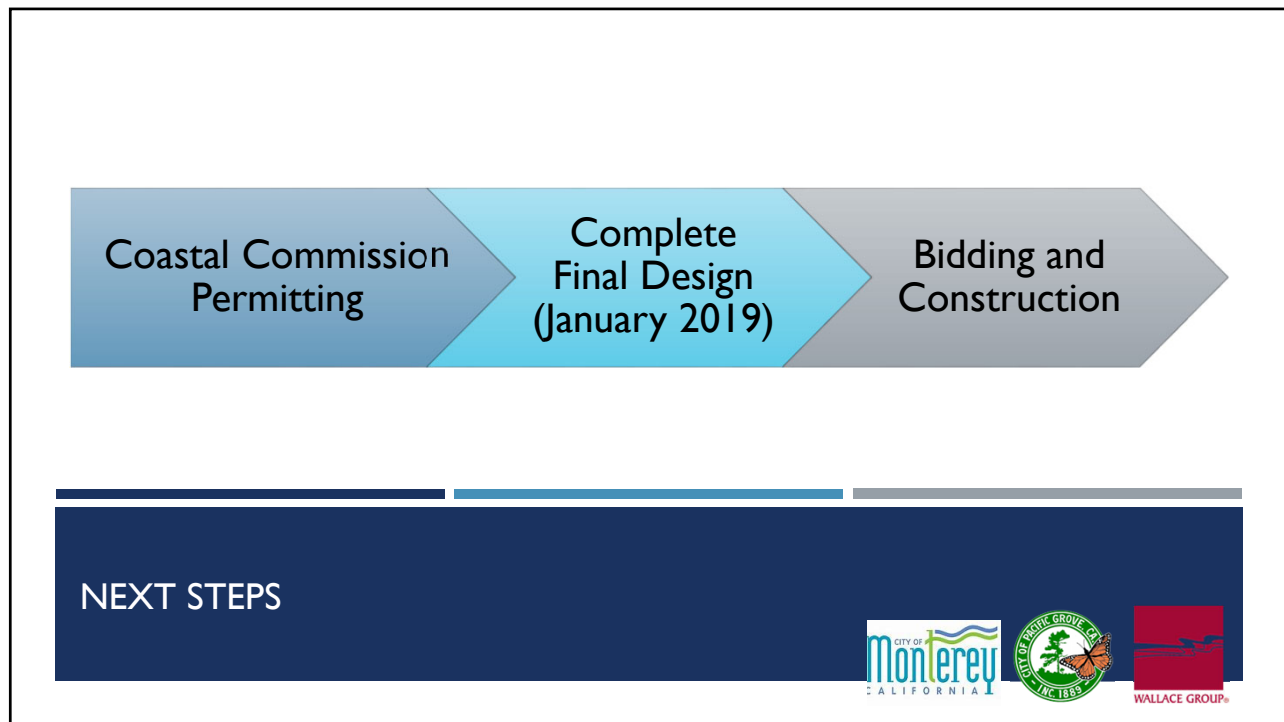 Coastal Commission
Permitting
Complete
Final Design
(January 2019)
Bidding and
Construction
NEXT STEPS
CITY OF
Monterey
CALIFORNIA
CITY OF PACIFIC GROVE, CA
INC. 1889
WALLACE GROUP®